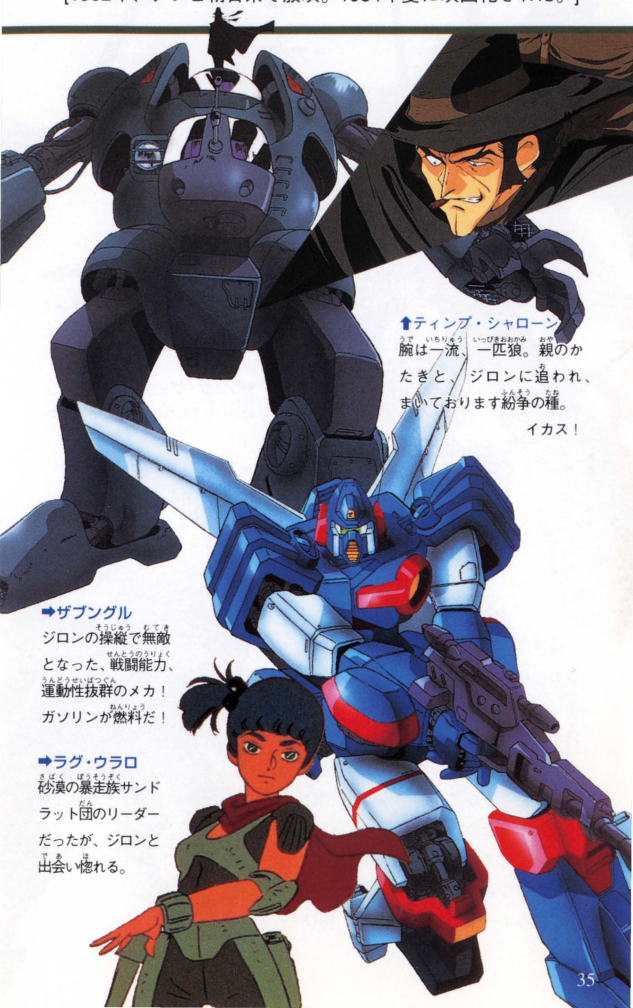 ⬆ティンプ・シャローン
腕は一流、一匹狼。親のか
たきと、ジロンに追われ、
まいております紛争の種。
イカス！
➡ザブングル
ジロンの操縦で無敵
となった、戦闘能力、
運動性抜群のメカ！
ガソリンが燃料だ！
➡ラグ・ウラロ
砂漠の暴走族サンド
ラット団のリーダー
だったが、ジロンと
出会い惚れる。
35